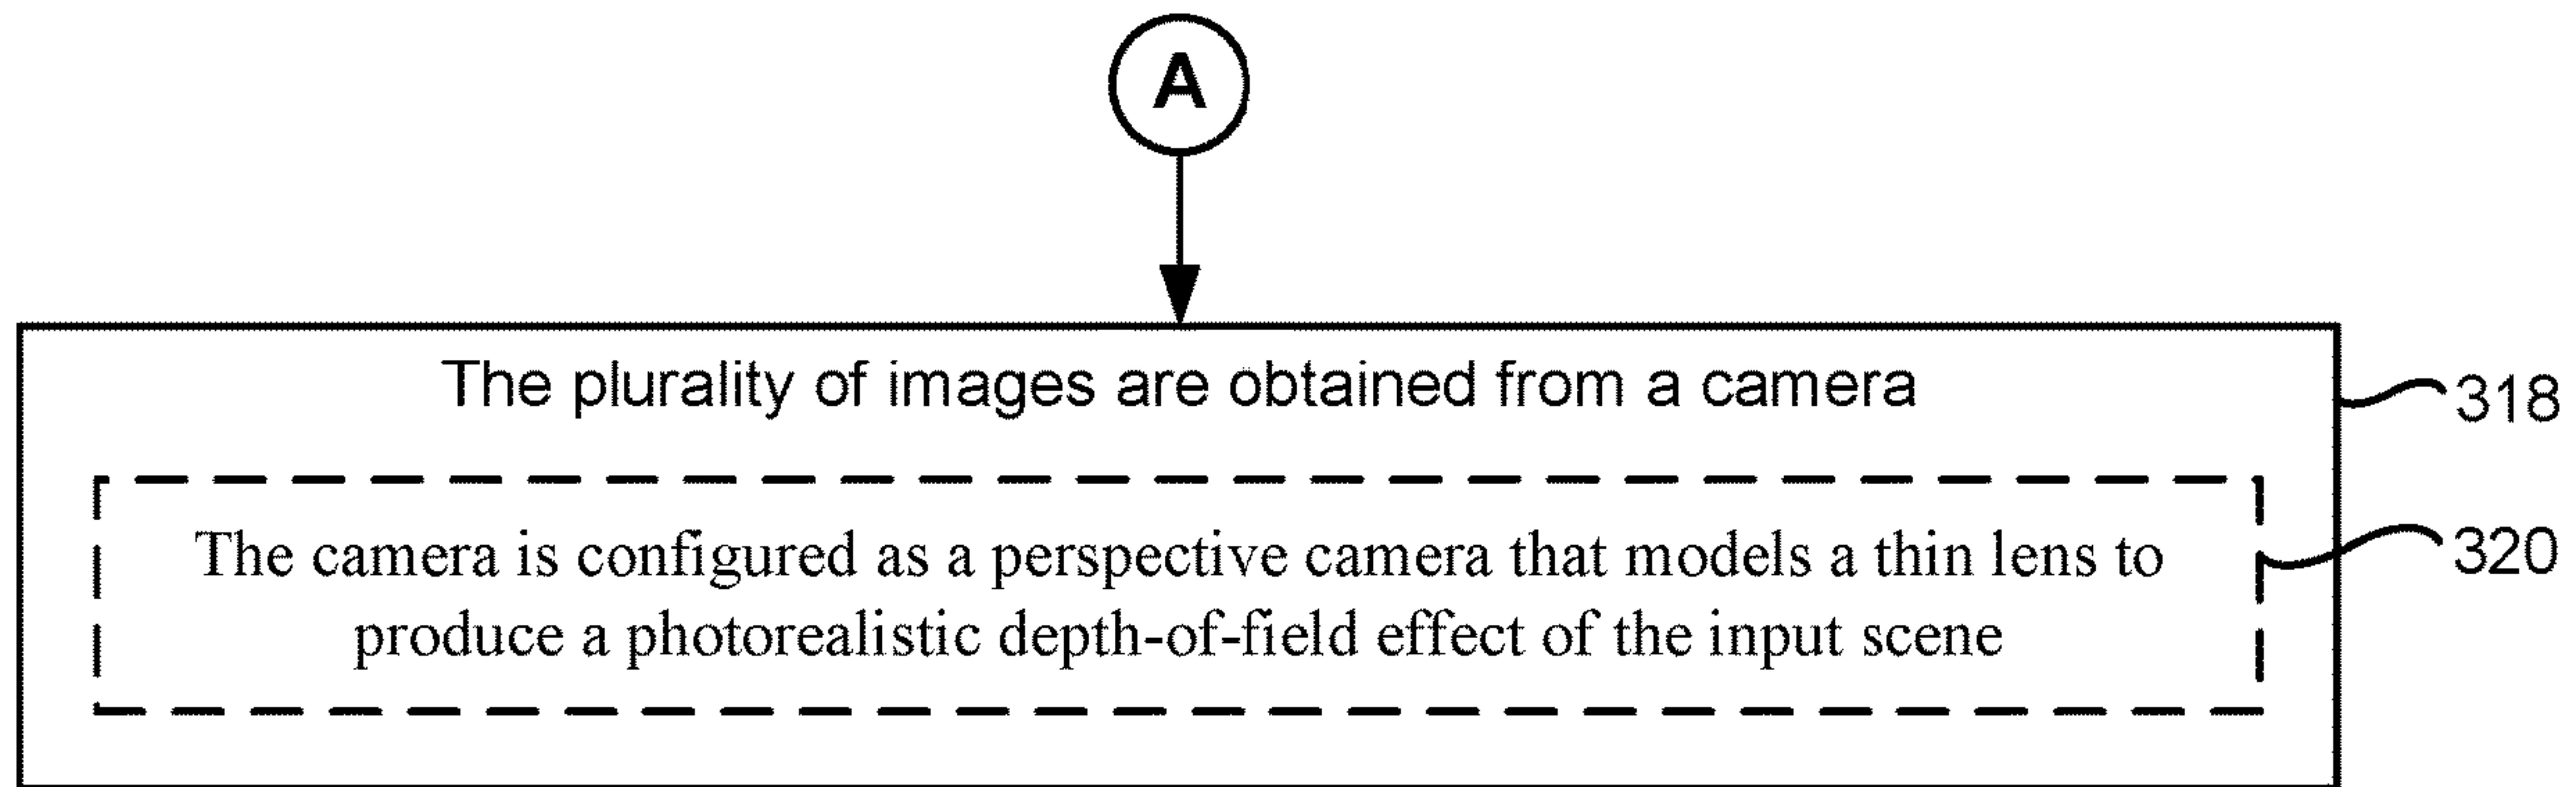 A
The plurality of images are obtained from a camera
318
The camera is configured as a perspective camera that models a thin lens to
produce a photorealistic depth-of-field effect of the input scene
320